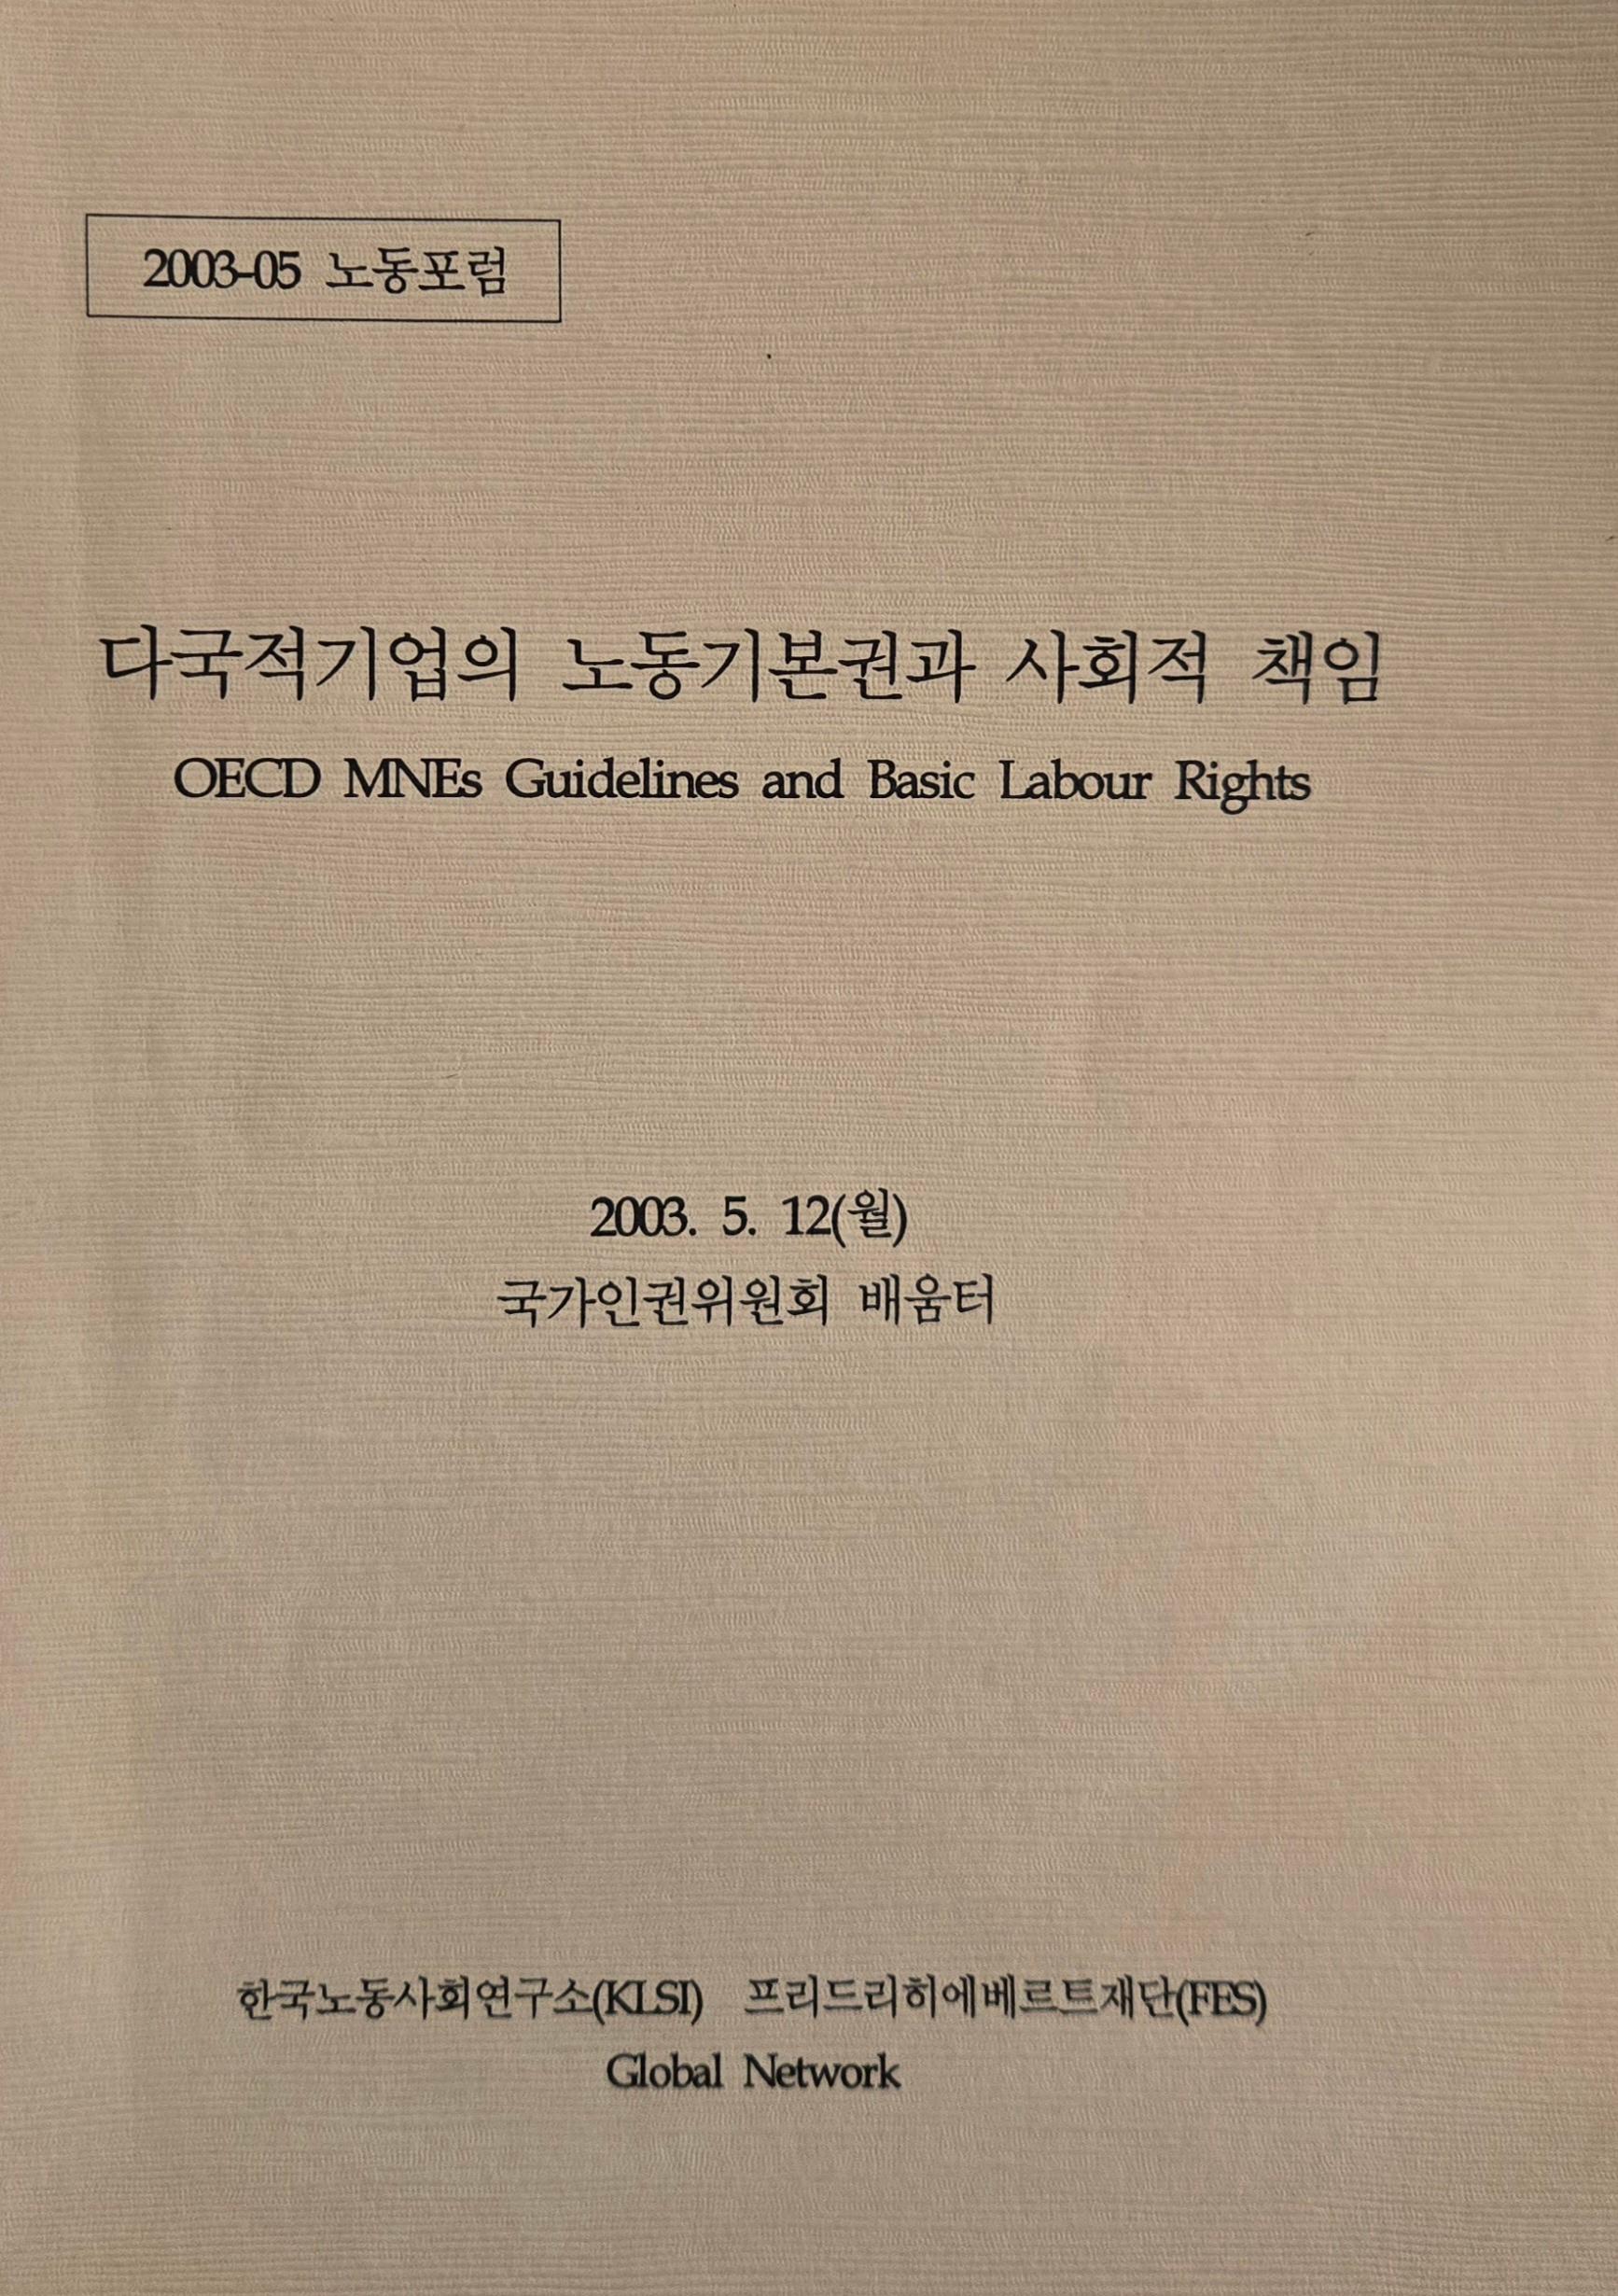 2003-05 노동포럼
다국적기업의 노동기본권과 사회적 책임
OECD MNEs Guidelines and Basic Labour Rights
2003. 5. 12(월)
국가인권위원회 배움터
한국노동사회연구소(KLSI) 프리드리히에베르트재단(FES)
Global Network